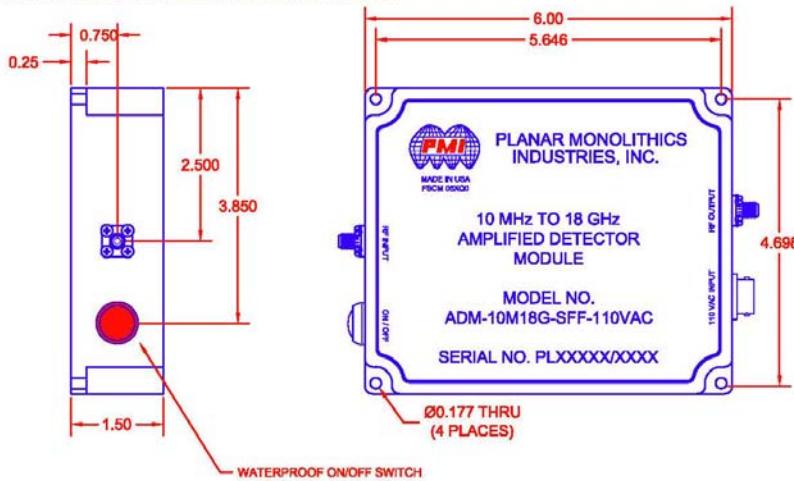 0.750
0.25
2.500
3.850
1.50
WATERPROOF ON/OFF SWITCH
6.00
5.646
PMI
MADE IN USA
PLANAR MONOLITHICS
INDUSTRIES, INC.
10 MHz TO 18 GHz
AMPLIFIED DETECTOR
MODULE
MODEL NO.
ADM-10M18G-SFF-110VAC
SERIAL NO. PLXXXXX/XXXX
RF INPUT
ON / OFF
RF OUTPUT
110 VAC INPUT
4.698
Ø0.177 THRU
(4 PLACES)